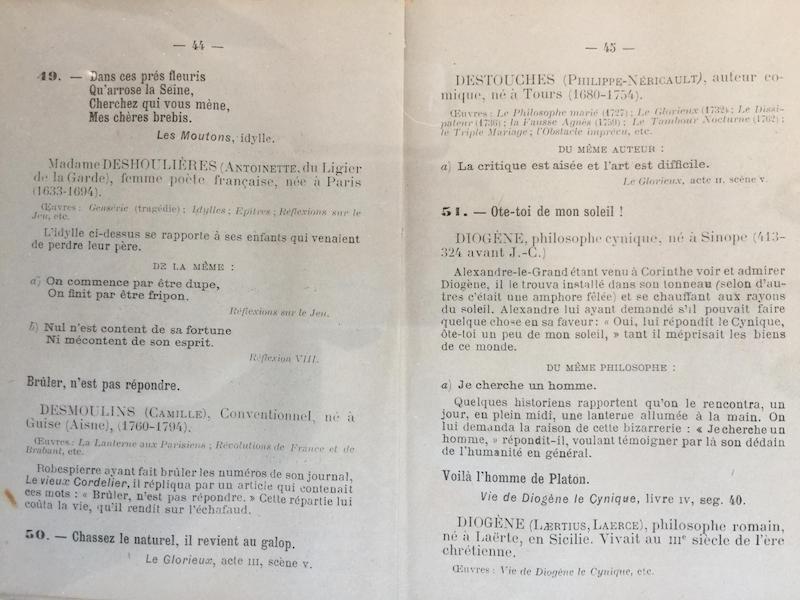 — 44 —
49. — Dans ces prés fleuris
Qu'arrose la Seine,
Cherchez qui vous mène,
Mes chères brebis.
Les Moutons, idylle.
Madame DESHOULIÈRES (ANTOINETTE, du Ligier
de la Garde), femme poète française, née à Paris
(1633-1694).
Œuvres : Genséric (tragédie) ; Idylles ; Epîtres ; Réflexions sur le
Jeu, etc.
L'idylle ci-dessus se rapporte à ses enfants qui venaient
de perdre leur père.
DE LA MÊME :
a) On commence par être dupe,
On finit par être fripon.
Réflexions sur le Jeu.
b) Nul n'est content de sa fortune
Ni mécontent de son esprit.
Réflexion VIII.
Brûler, n'est pas répondre.
DESMOULINS (CAMILLE), Conventionnel, né à
Guise (Aisne), (1760-1794).
Œuvres : La Lanterne aux Parisiens ; Révolutions de France et de
Brabant, etc.
Robespierre ayant fait brûler les numéros de son journal,
Le vieux Cordelier, il répliqua par un article qui contenait
ces mots : « Brûler, n'est pas répondre. » Cette répartie lui
coûta la vie, qu'il rendit sur l'échafaud.
50. — Chassez le naturel, il revient au galop.
Le Glorieux, acte III, scène V.
— 45 —
DESTOUCHES (PHILIPPE-NÉRICAULT), auteur co-
mique, né à Tours (1680-1754).
Œuvres : Le Philosophe marié (1727) ; Le Glorieux (1732) ; Le Dissi-
pateur (1736) ; la Fausse Agnès (1759) ; Le Tambour Nocturne (1762) ;
le Triple Mariage ; l'Obstacle imprécu, etc.
DU MÊME AUTEUR :
a) La critique est aisée et l'art est difficile.
Le Glorieux, acte II, scène V.
51. — Ote-toi de mon soleil !
DIOGÈNE, philosophe cynique, né à Sinope (413-
324 avant J.-C.)
Alexandre-le-Grand étant venu à Corinthe voir et admirer
Diogène, il le trouva installé dans son tonneau (selon d'au-
tres c'était une amphore fêlée) et se chauffant aux rayons
du soleil. Alexandre lui ayant demandé s'il pouvait faire
quelque chose en sa faveur : « Oui, lui répondit le Cynique,
ôte-toi un peu de mon soleil, » tant il méprisait les biens
de ce monde.
DU MÊME PHILOSOPHE :
a) Je cherche un homme.
Quelques historiens rapportent qu'on le rencontra, un
jour, en plein midi, une lanterne allumée à la main. On
lui demanda la raison de cette bizarrerie : « Je cherche un
homme, » répondit-il, voulant témoigner par là son dédain
de l'humanité en général.
Voilà l'homme de Platon.
Vie de Diogène le Cynique, livre IV, seg. 40.
DIOGÈNE (LÆRTIUS, LAERCE), philosophe romain,
né à Laërte, en Sicilie. Vivait au IIIe siècle de l'ère
chrétienne.
Œuvres : Vie de Diogène le Cynique, etc.